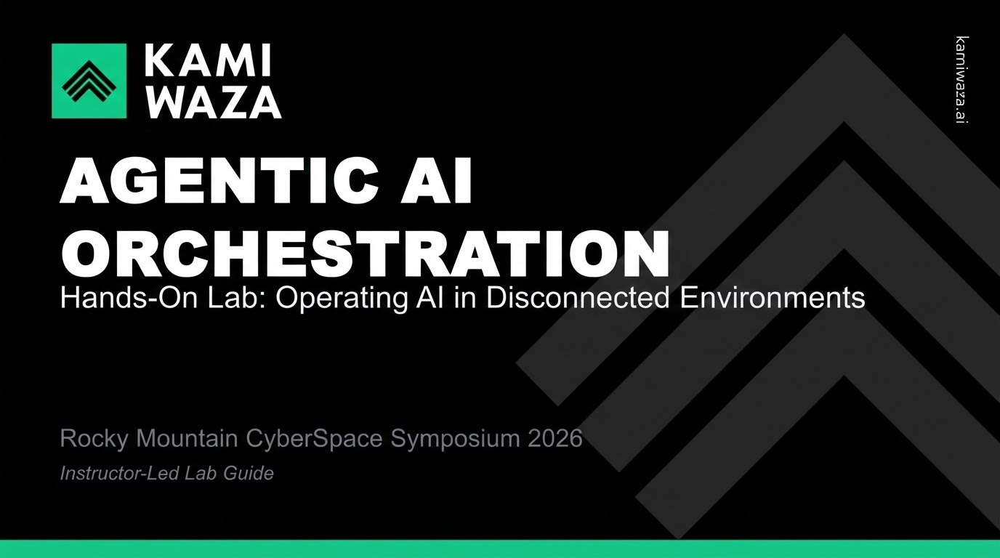 KAMI
WAZA
kamiwaza.ai
AGENTIC AI
ORCHESTRATION
Hands-On Lab: Operating AI in Disconnected Environments
Rocky Mountain CyberSpace Symposium 2026
Instructor-Led Lab Guide